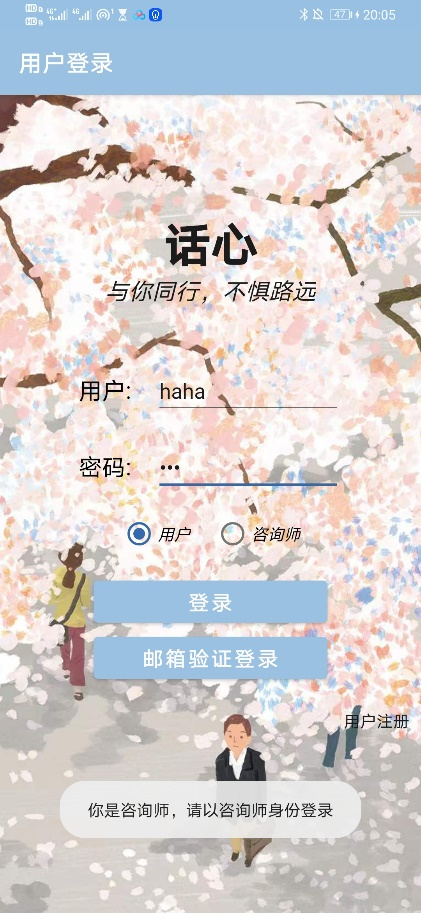 47 20:05
用户登录
话心
与你同行，不惧路远
用户: haha
密码: •••
用户 咨询师
登录
邮箱验证登录
用户注册
你是咨询师，请以咨询师身份登录